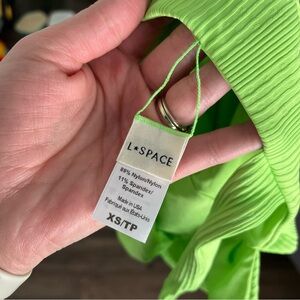 L*SPACE
89% Nylon/Nylon
11% Spandex/
Spandex
Made in USA
Fabriqué aux États-Unis
XS/TP